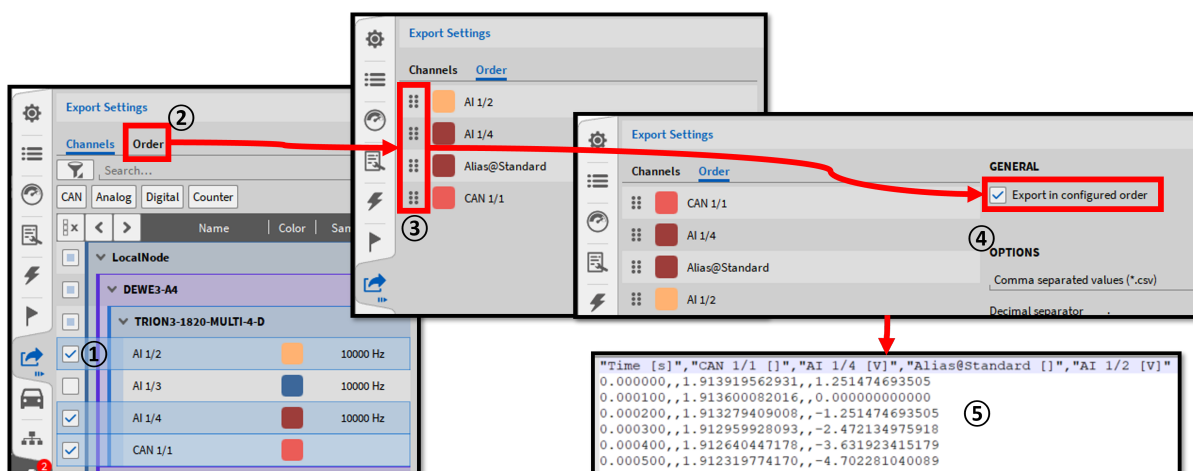 Export Settings
②
Channels Order
Search...
CAN Analog Digital Counter
Name Color
LocalNode
DEWE3-A4
TRION3-1820-MULTI-4-D
①
AI 1/2 10000 Hz
AI 1/3 10000 Hz
AI 1/4 10000 Hz
CAN 1/1
2
Export Settings
Channels Order
AI 1/2
AI 1/4
Alias@Standard
CAN 1/1
③
Export Settings
Channels Order
CAN 1/1
AI 1/4
Alias@Standard
AI 1/2
GENERAL
Export in configured order
④
OPTIONS
Comma separated values (*.csv)
Decimal separator .
"Time [s]","CAN 1/1 []","AI 1/4 [V]","Alias@Standard []","AI 1/2 [V]"
0.000000,,1.913919562931,,1.251474693505
0.000100,,1.913600082016,,0.000000000000
0.000200,,1.913279409008,,-1.251474693505
0.000300,,1.912959928093,,-2.472134975918
0.000400,,1.912640447178,,-3.631923415179
0.000500,,1.912319774170,,-4.702281040089
⑤